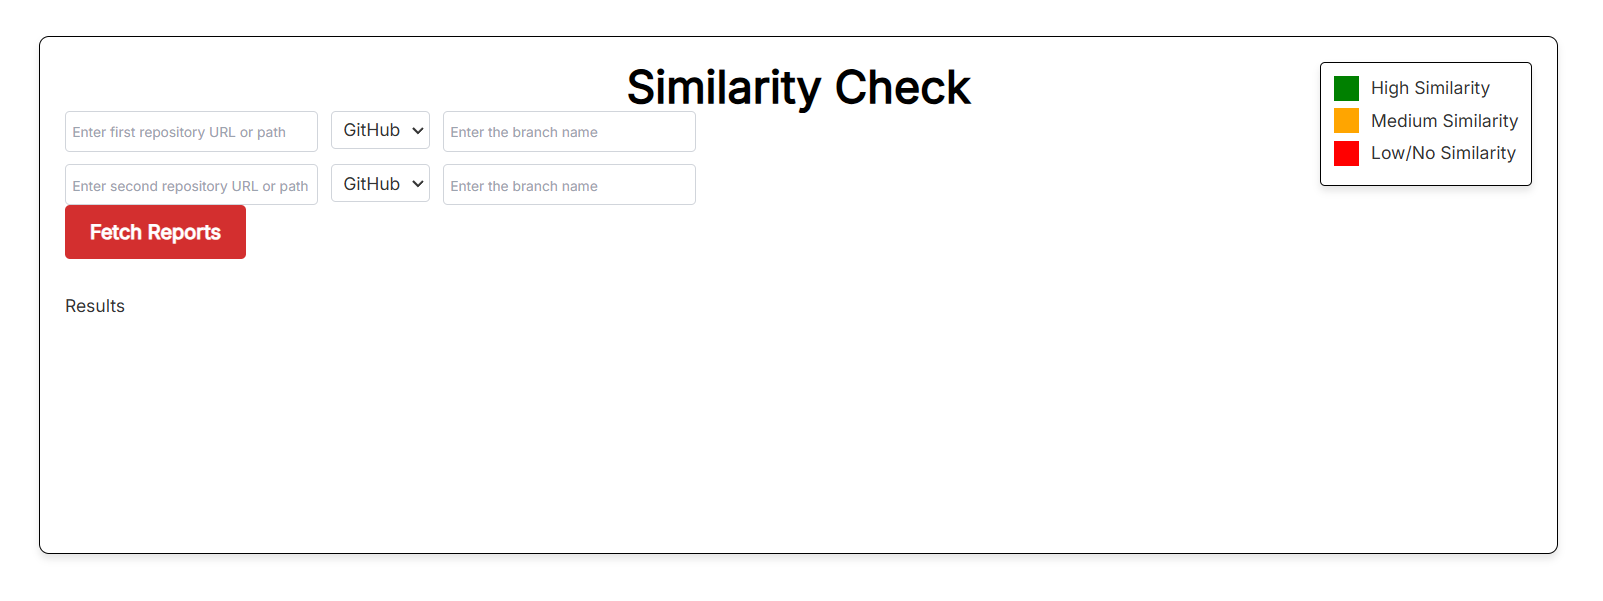 Similarity Check
High Similarity
Medium Similarity
Low/No Similarity
Enter first repository URL or path GitHub Enter the branch name
Enter second repository URL or path GitHub Enter the branch name
Fetch Reports
Results